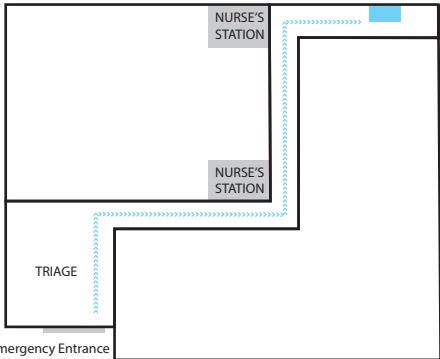 NURSE'S
STATION
NURSE'S
STATION
TRIAGE
mergency Entrance